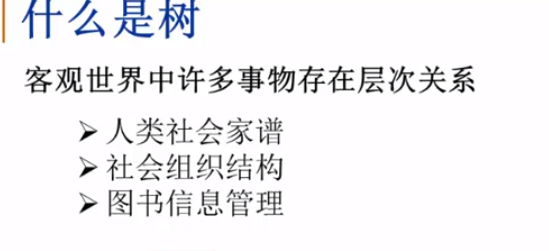 什么是树
客观世界中许多事物存在层次关系
➢ 人类社会家谱
➢ 社会组织结构
➢ 图书信息管理